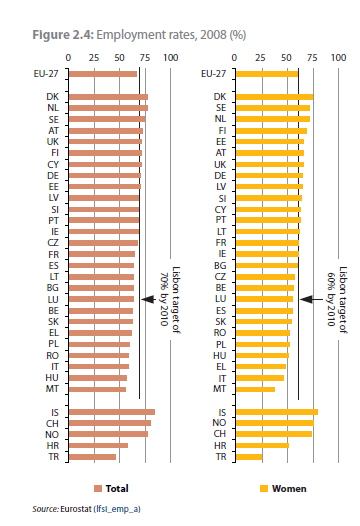 Figure 2.4: Employment rates, 2008 (%)
0 25 50 75 100
EU-27
DK
NL
SE
AT
UK
FI
CY
DE
EE
LV
SI
PT
IE
CZ
FR
ES
LT
BG
LU
BE
SK
EL
PL
RO
IT
HU
MT
IS
CH
NO
HR
TR
Lisbon target of
70% by 2010
Total
0 25 50 75 100
EU-27
DK
SE
NL
FI
EE
AT
UK
DE
LV
SI
CY
PT
LT
FR
IE
BG
CZ
BE
LU
ES
SK
RO
PL
HU
EL
IT
MT
IS
NO
CH
HR
TR
Lisbon target of
60% by 2010
Women
Source: Eurostat (lfsi_emp_a)